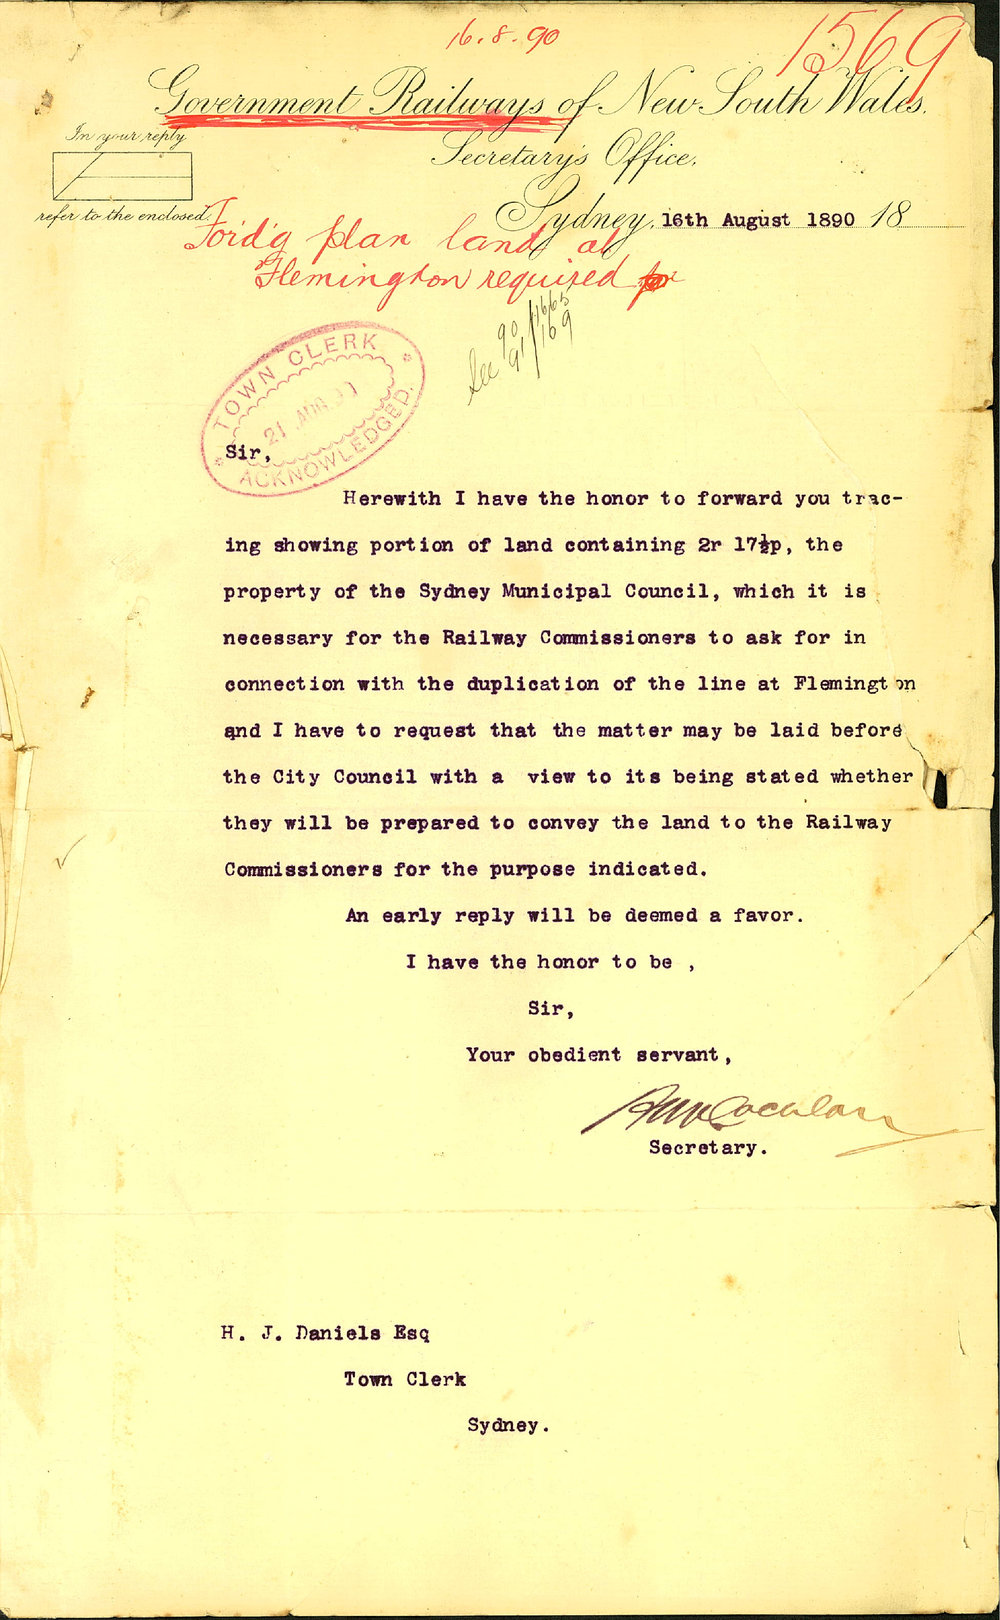 16.8.90
1569
Government Railways of New South Wales.
Secretary's Office.
In your reply
refer to the enclosed.
Sydney, 16th August 1890 18
Ford'g plan land at
Flemington required for
See 90/1665
91/169
TOWN CLERK
21
ACKNOWLEDGED.
Sir,
Herewith I have the honor to forward you trac-
ing showing portion of land containing 2r 17½p, the
property of the Sydney Municipal Council, which it is
necessary for the Railway Commissioners to ask for in
connection with the duplication of the line at Flemington
and I have to request that the matter may be laid before
the City Council with a view to its being stated whether
they will be prepared to convey the land to the Railway
Commissioners for the purpose indicated.
An early reply will be deemed a favor.
I have the honor to be ,
Sir,
Your obedient servant,
Secretary.
H. J. Daniels Esq
Town Clerk
Sydney.